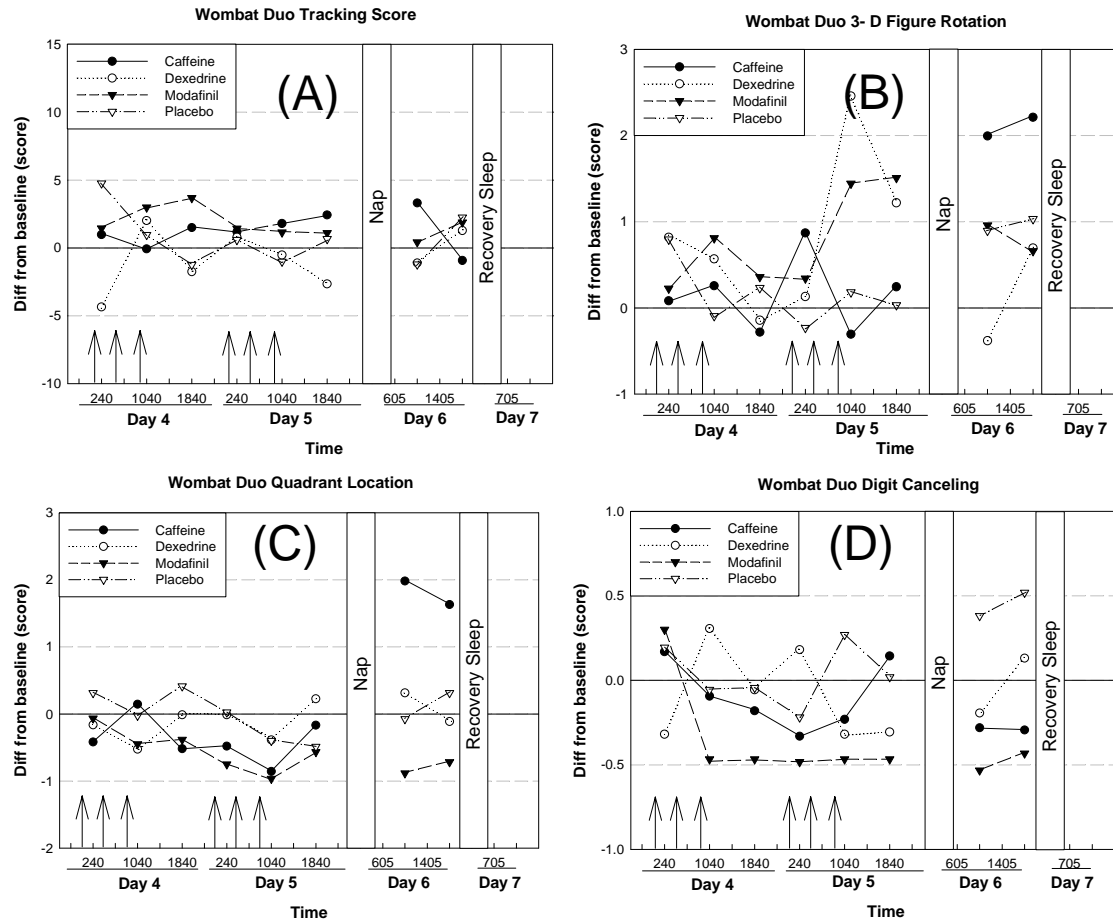 Wombat Duo Tracking Score
Caffeine
Dexedrine
Modafinil
Placebo
(A)
Diff from baseline (score)
15
10
5
0
-5
-10
Nap
Recovery Sleep
240 1040 1840 240 1040 1840 605 1405 705
Day 4 Day 5 Day 6 Day 7
Time
Wombat Duo 3- D Figure Rotation
Caffeine
Dexedrine
Modafinil
Placebo
(B)
Diff from baseline (score)
3
2
1
0
-1
Nap
Recovery Sleep
240 1040 1840 240 1040 1840 605 1405 705
Day 4 Day 5 Day 6 Day 7
Time
Wombat Duo Quadrant Location
Caffeine
Dexedrine
Modafinil
Placebo
(C)
Diff from baseline (score)
3
2
1
0
-1
-2
Nap
Recovery Sleep
240 1040 1840 240 1040 1840 605 1405 705
Day 4 Day 5 Day 6 Day 7
Time
Wombat Duo Digit Canceling
Caffeine
Dexedrine
Modafinil
Placebo
(D)
Diff from baseline (score)
1.0
0.5
0.0
-0.5
-1.0
Nap
Recovery Sleep
240 1040 1840 240 1040 1840 605 1405 705
Day 4 Day 5 Day 6 Day 7
Time